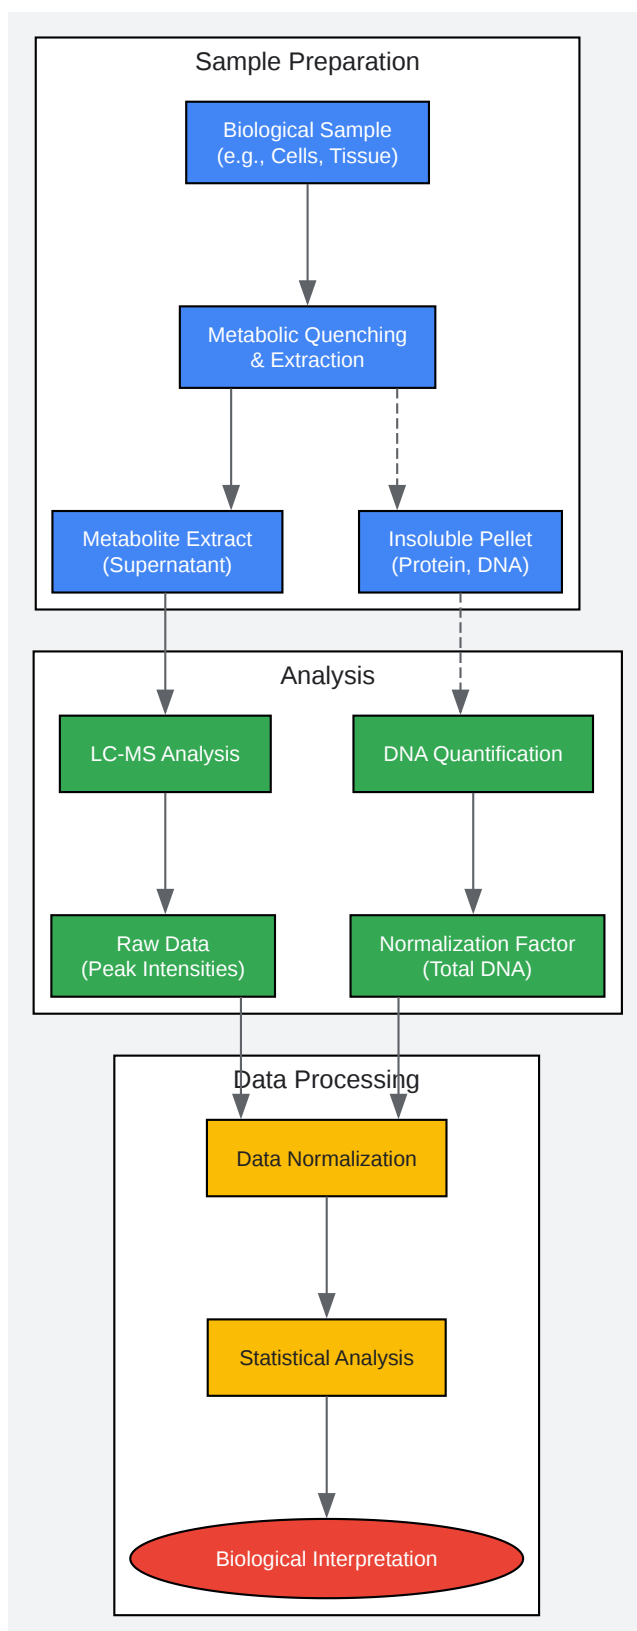 Sample Preparation
Biological Sample
(e.g., Cells, Tissue)
Metabolic Quenching
& Extraction
Metabolite Extract
(Supernatant)
Insoluble Pellet
(Protein, DNA)
Analysis
LC-MS Analysis
DNA Quantification
Raw Data
(Peak Intensities)
Normalization Factor
(Total DNA)
Data Processing
Data Normalization
Statistical Analysis
Biological Interpretation